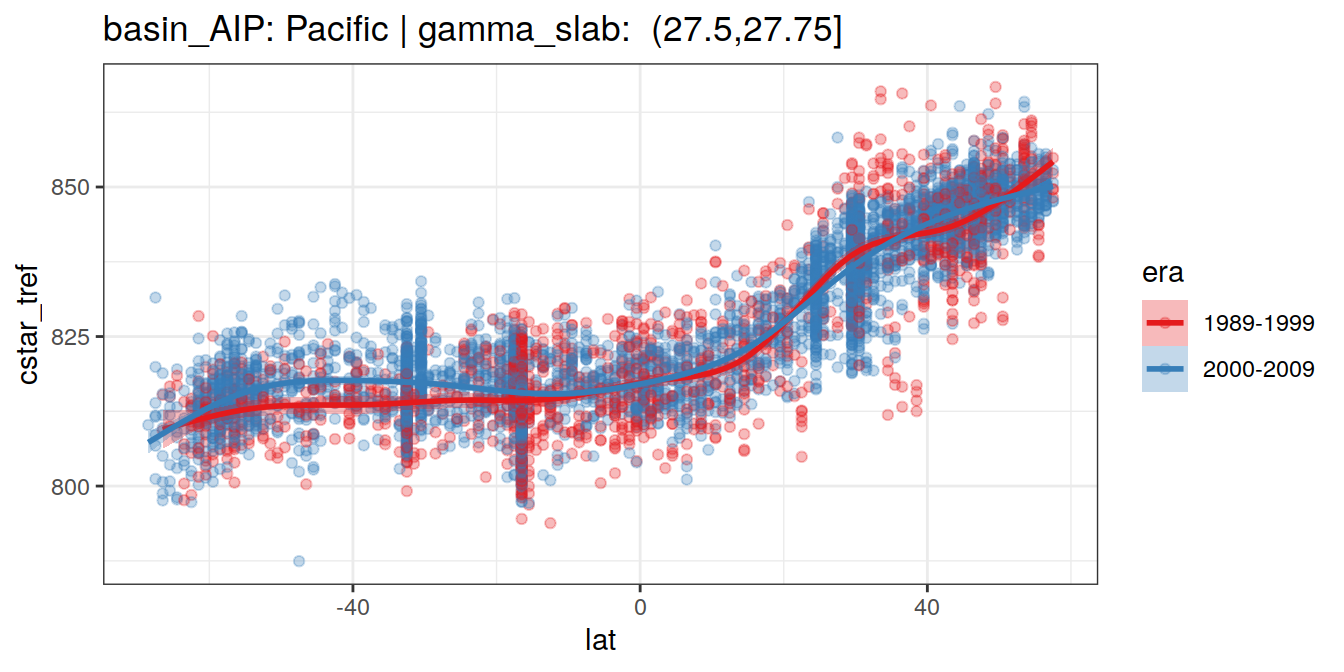 basin_AIP: Pacific | gamma_slab:  (27.5,27.75]
850
825
800
cstar_tref
-40
0
40
lat
era
1989-1999
2000-2009